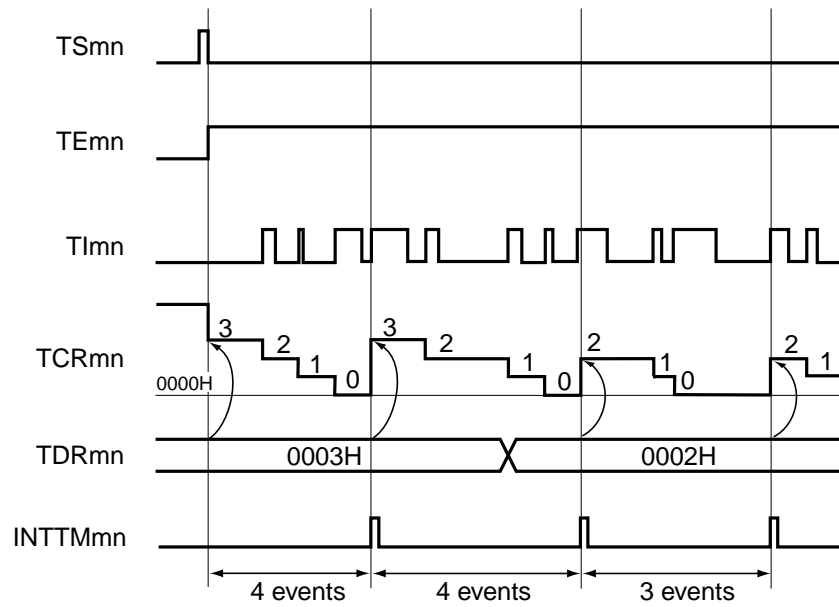 TSmn
TEmn
TImn
TCRmn
3
2
1
0
3
2
1
0
2
1
0
2
1
0000H
TDRmn
0003H
0002H
INTTMmn
4 events
4 events
3 events